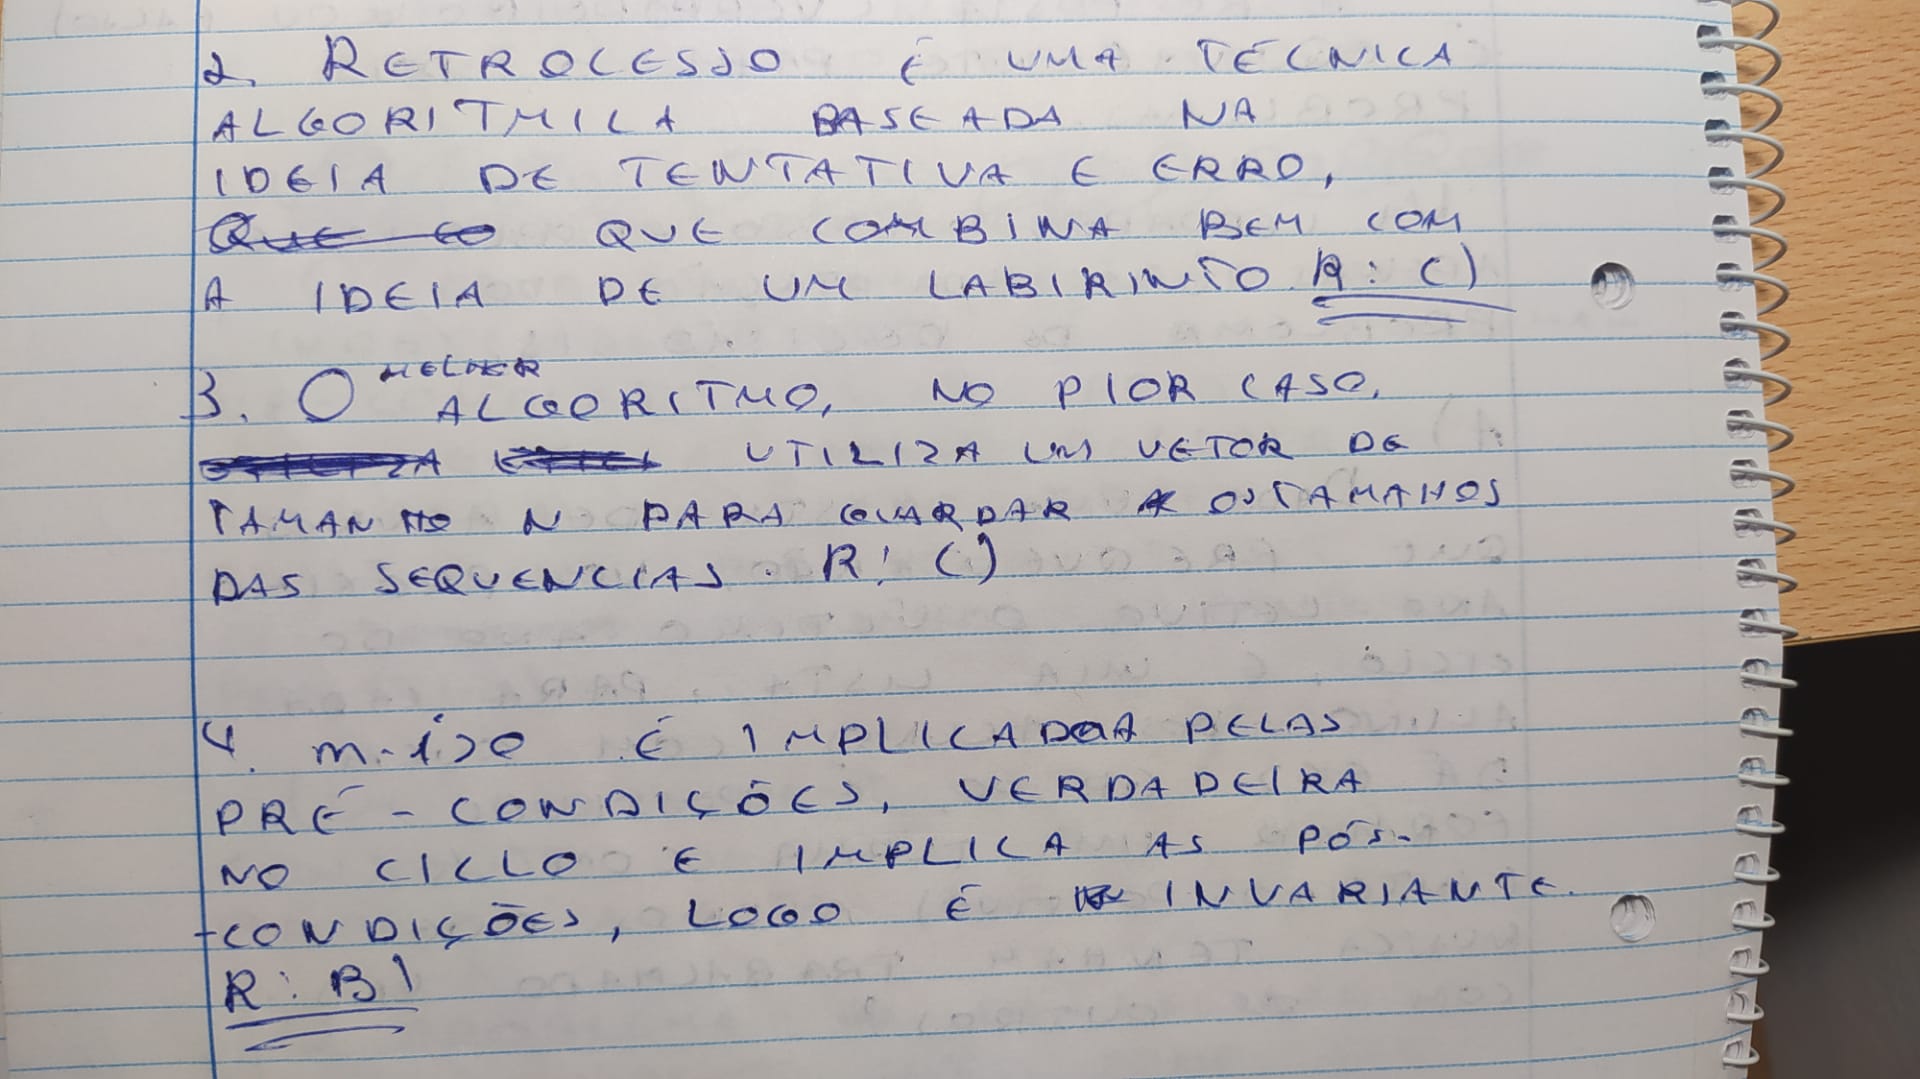 2. RETROCESSO É UMA TÉCNICA
ALGORITMICA BASEADA NA
IDEIA DE TENTATIVA E ERRO,
QUE COMBINA BEM COM
A IDEIA DE UM LABIRINTO. R: C)
3. O MELHOR ALGORITMO, NO PIOR CASO,
UTILIZA UM VETOR DE
TAMANHO N PARA GUARDAR OS TAMANHOS
DAS SEQUENCIAS. R: C)
4. m-i>0 É IMPLICADA PELAS
PRÉ-CONDIÇÕES, VERDADEIRA
NO CICLO E IMPLICA AS PÓS-
-CONDIÇÕES, LOGO É INVARIANTE.
R: B)